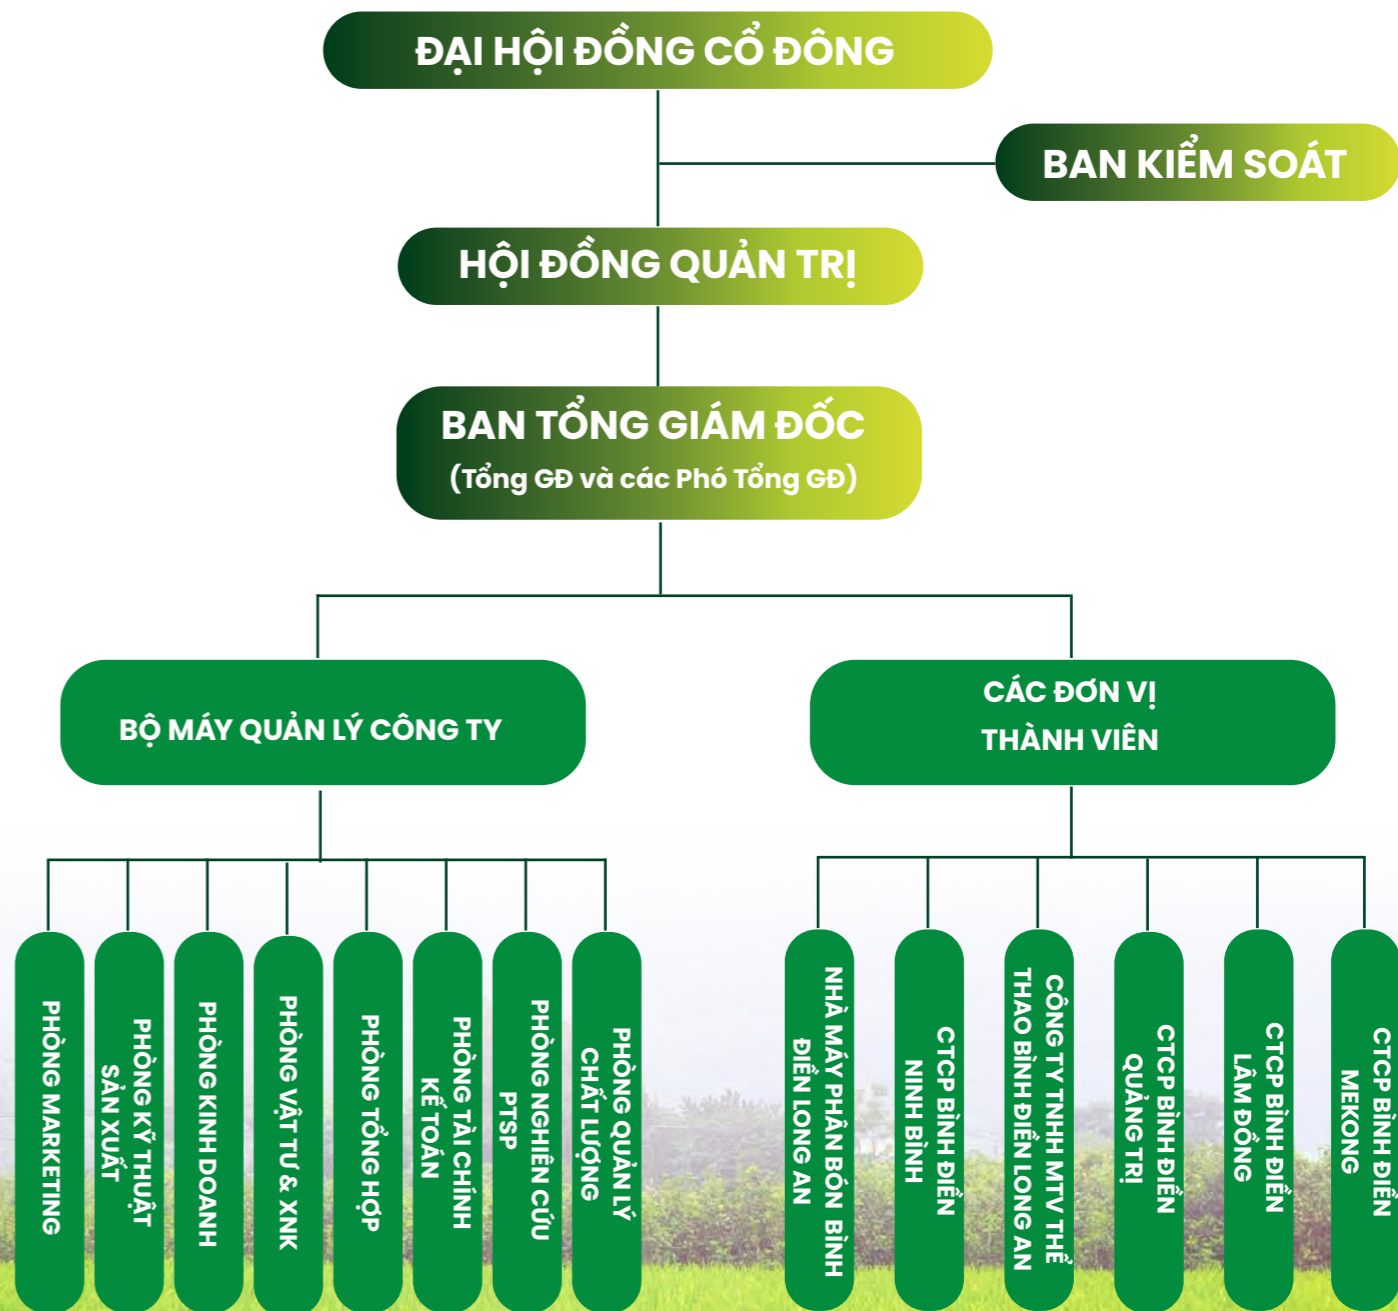 ĐẠI HỘI ĐỒNG CỔ ĐÔNG
BAN KIỂM SOÁT
HỘI ĐỒNG QUẢN TRỊ
BAN TỔNG GIÁM ĐỐC
(Tổng GĐ và các Phó Tổng GĐ)
BỘ MÁY QUẢN LÝ CÔNG TY
CÁC ĐƠN VỊ
THÀNH VIÊN
PHÒNG MARKETING
PHÒNG KỸ THUẬT
SẢN XUẤT
PHÒNG KINH DOANH
PHÒNG VẬT TƯ & XNK
PHÒNG TỔNG HỢP
PHÒNG TÀI CHÍNH
KẾ TOÁN
PHÒNG NGHIÊN CỨU
PTSP
PHÒNG QUẢN LÝ
CHẤT LƯỢNG
NHÀ MÁY PHÂN BÓN BÌNH
ĐIỀN LONG AN
CTCP BÌNH ĐIỀN
NINH BÌNH
CÔNG TY TNHH MTV THỂ
THAO BÌNH ĐIỀN LONG AN
CTCP BÌNH ĐIỀN
QUẢNG TRỊ
CTCP BÌNH ĐIỀN
LÂM ĐỒNG
CTCP BÌNH ĐIỀN
MEKONG